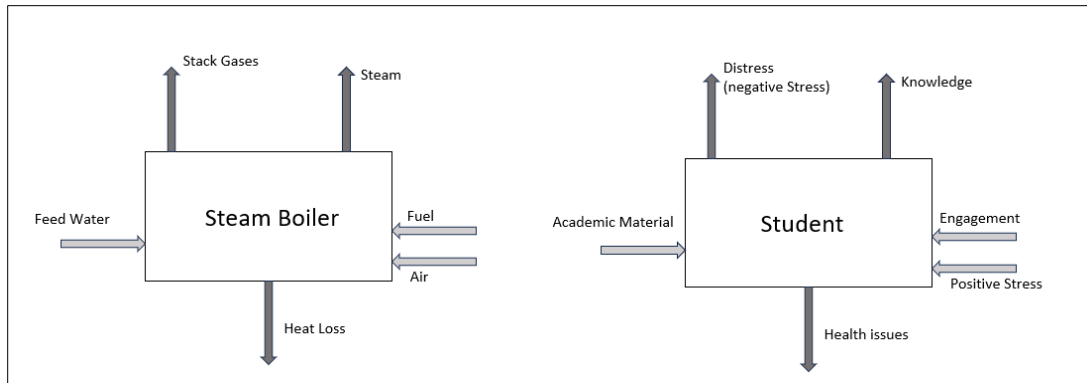 Stack Gases
Steam
Feed Water
Steam Boiler
Fuel
Air
Heat Loss
Distress
(negative Stress)
Knowledge
Academic Material
Student
Engagement
Positive Stress
Health issues